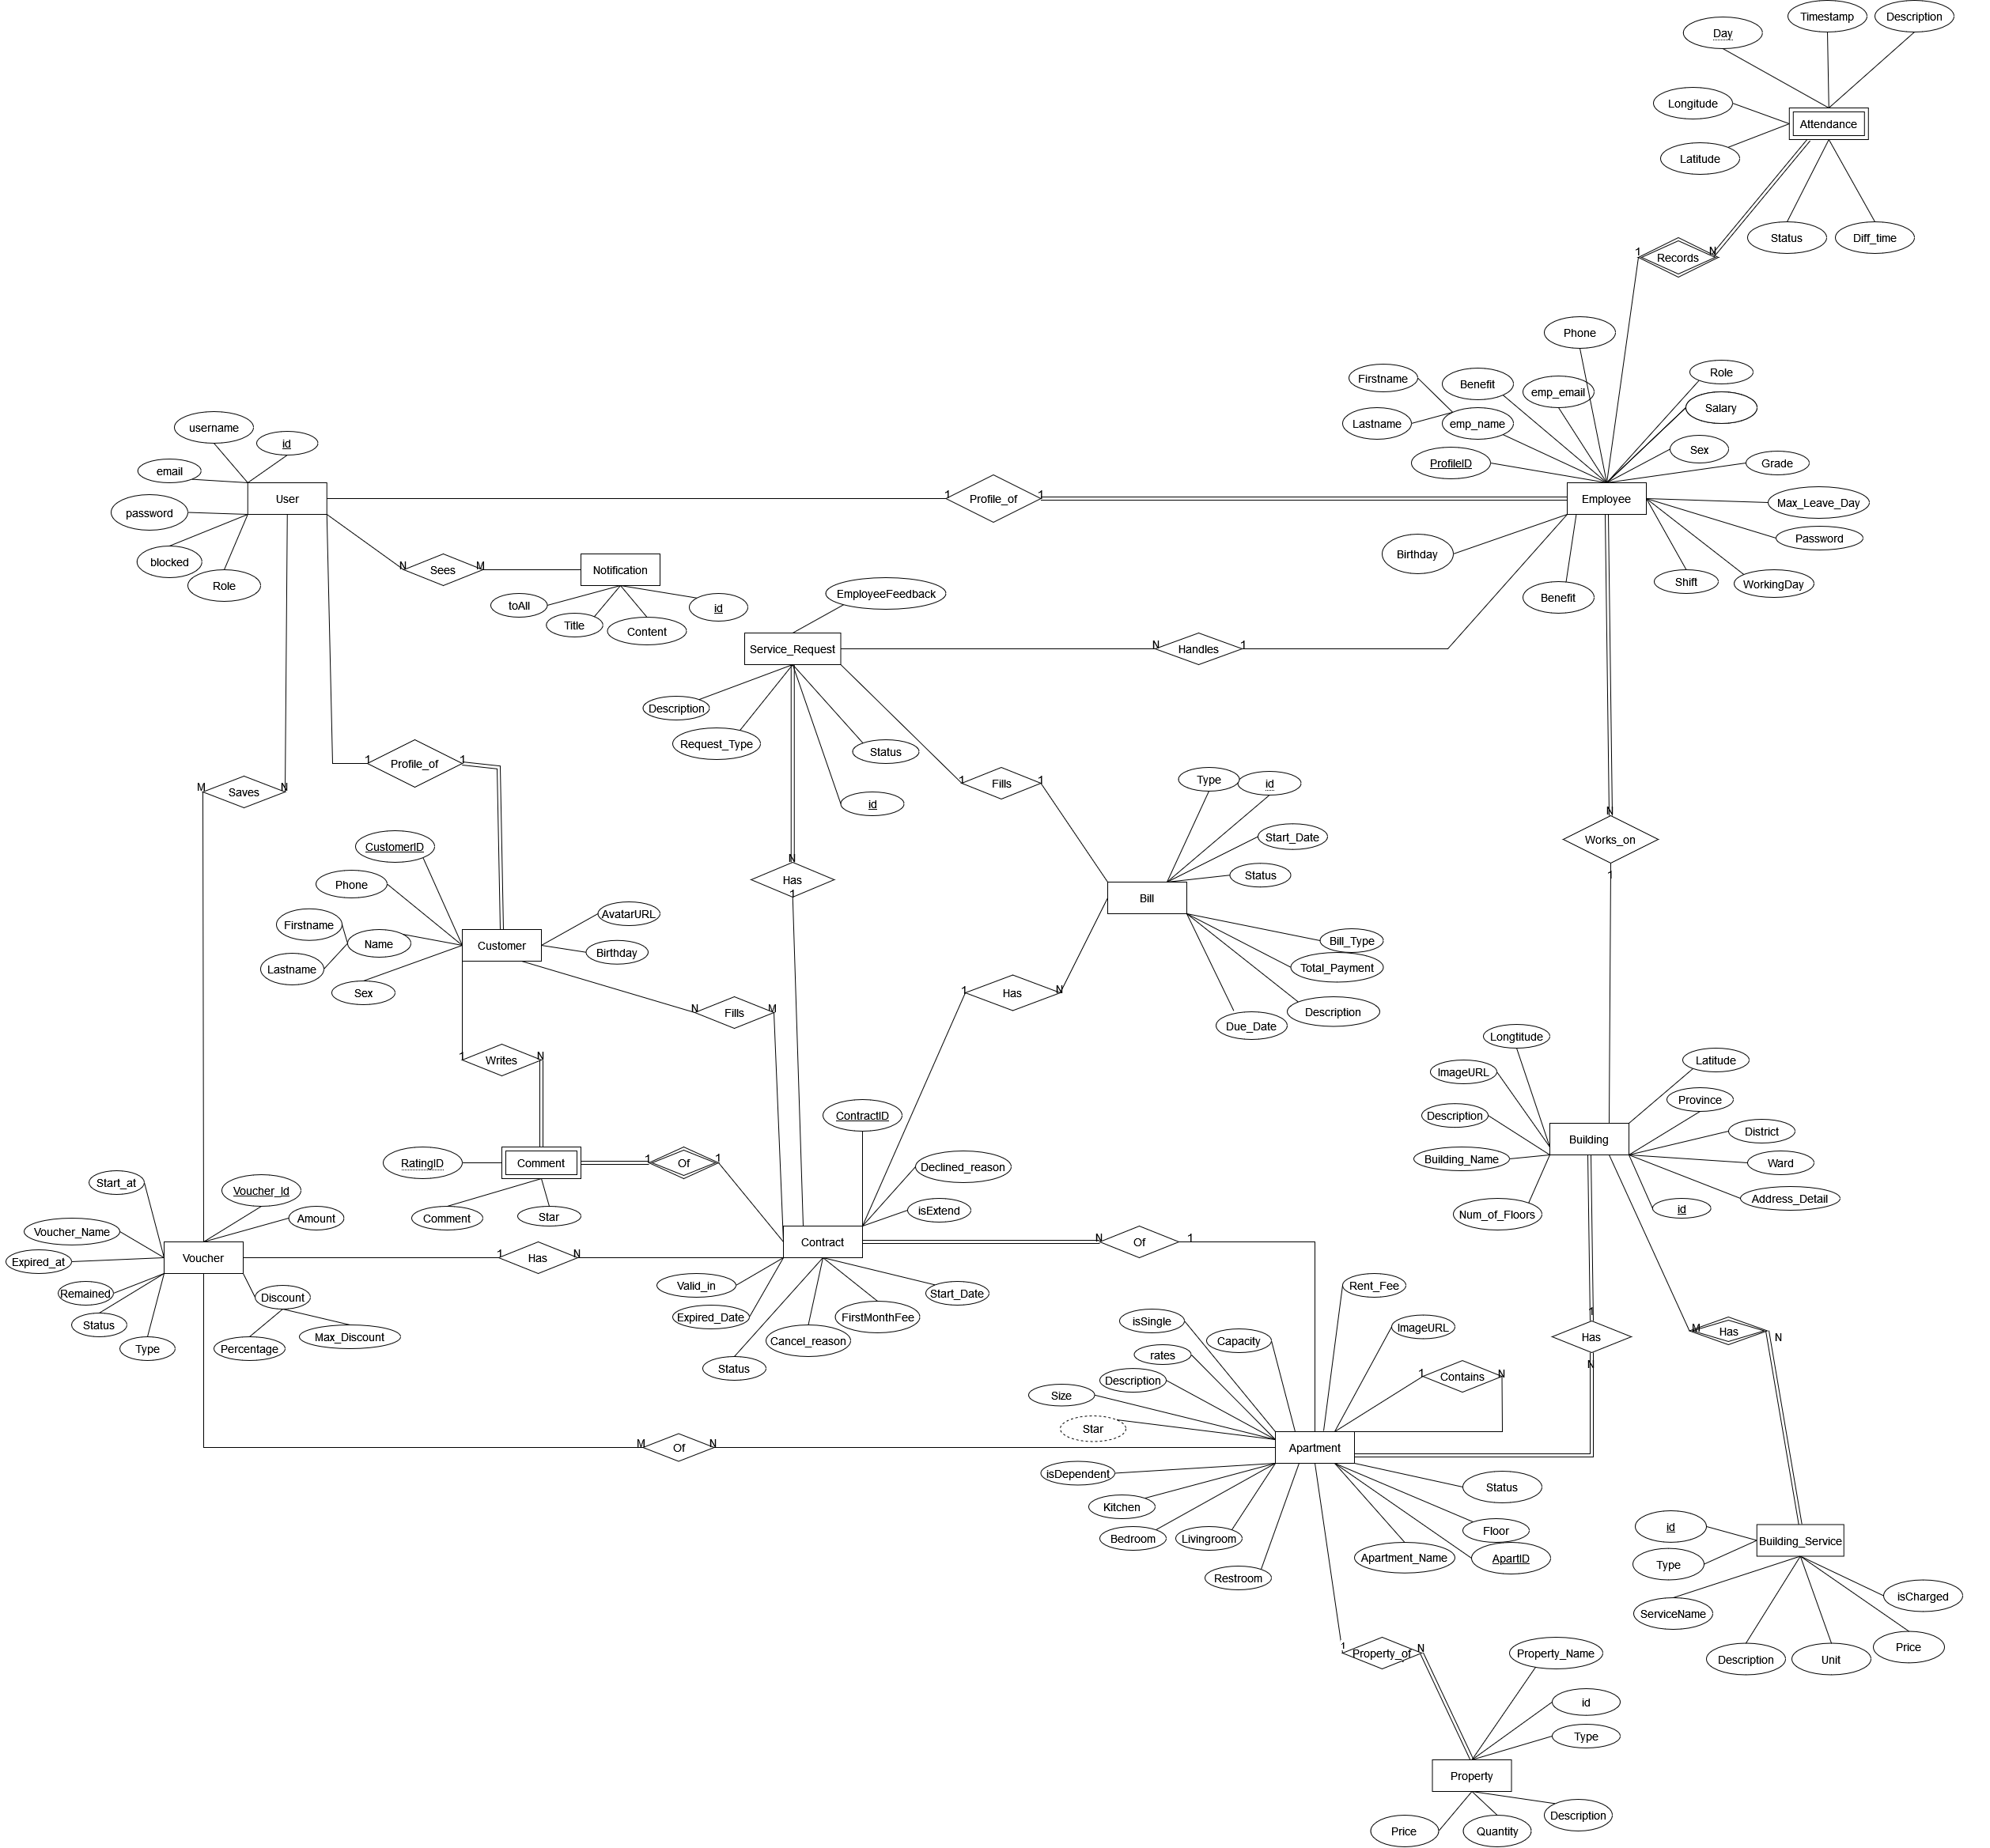 Timestamp
Description
Day
Longitude
Attendance
Latitude
Status
Diff_time
1
Records
N
Phone
Role
Firstname
Benefit
emp_email
Salary
Lastname
emp_name
Sex
ProfileID
Grade
username
id
email
User
1
Profile_of
1
Employee
Max_Leave_Day
password
Password
Birthday
blocked
Role
N
Sees
M
Notification
Shift
WorkingDay
Benefit
toAll
Title
Content
id
EmployeeFeedback
Service_Request
N
Handles
1
Description
Request_Type
Status
id
1
Profile_of
1
M
Saves
N
1
Fills
1
Type
id
Start_Date
Status
N
Works_on
1
CustomerID
Phone
Firstname
Name
Lastname
Sex
Customer
AvatarURL
Birthday
N
Has
1
Bill
Bill_Type
Total_Payment
Description
Due_Date
1
Has
N
N
Fills
M
1
Writes
N
Longtitude
ImageURL
Description
Building_Name
Num_of_Floors
Building
Latitude
Province
District
Ward
Address_Detail
id
ContractID
RatingID
Comment
1
Of
1
Declined_reason
isExtend
Comment
Star
Start_at
Voucher_Id
Amount
Voucher_Name
Expired_at
Voucher
1
Has
N
Contract
N
Of
1
Remained
Status
Type
Discount
Percentage
Max_Discount
Valid_in
Expired_Date
Status
Cancel_reason
FirstMonthFee
Start_Date
Rent_Fee
isSingle
Capacity
ImageURL
rates
Description
Size
Star
1
Contains
N
1
Has
N
M
Has
N
M
Of
N
Apartment
isDependent
Kitchen
Bedroom
Livingroom
Restroom
Status
Floor
ApartID
Apartment_Name
id
Type
Building_Service
ServiceName
isCharged
Description
Unit
Price
1
Property_of
N
Property_Name
id
Type
Property
Price
Quantity
Description